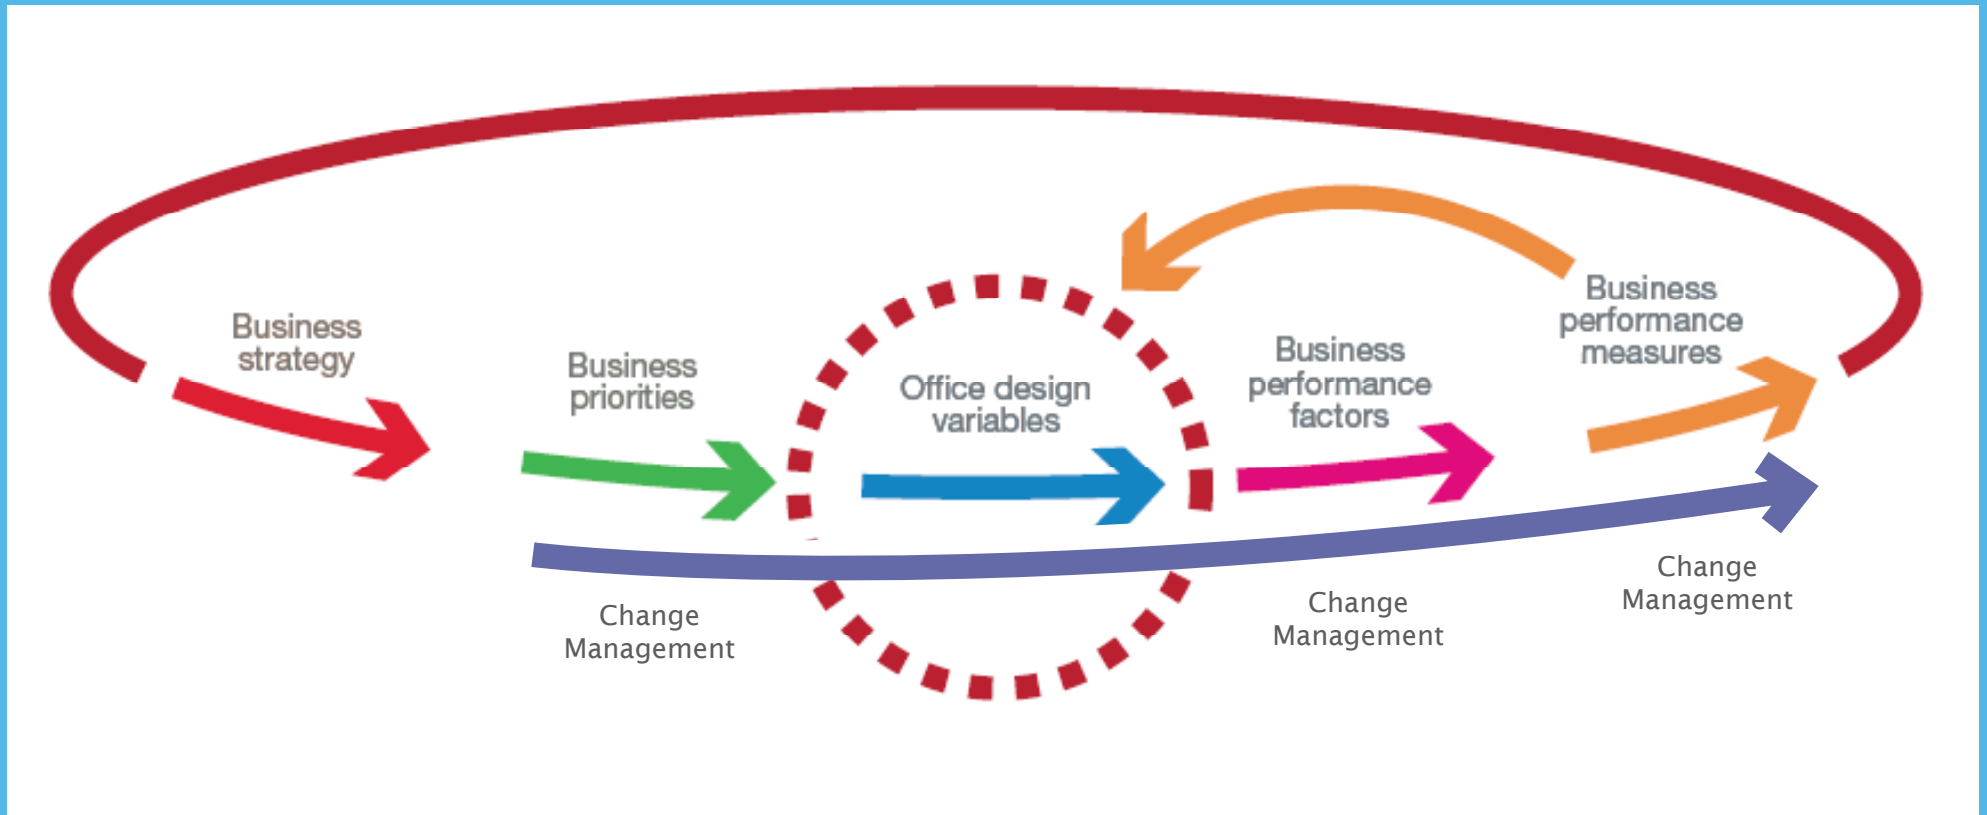 Business
strategy
Business
priorities
Office design
variables
Business
performance
factors
Business
performance
measures
Change
Management
Change
Management
Change
Management